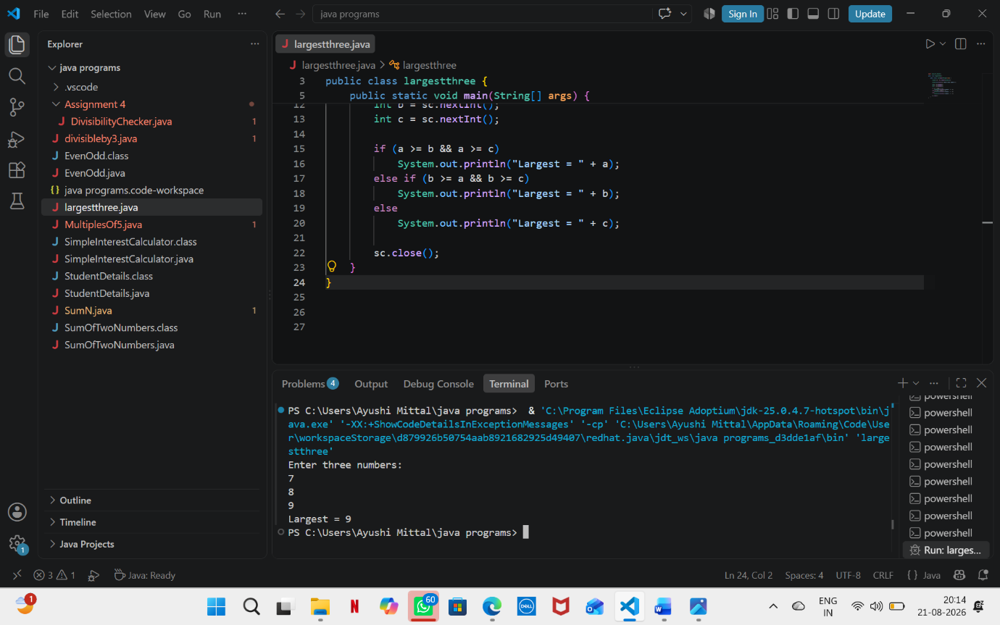 File Edit Selection View Go Run ···
java programs
Sign In
Update
Explorer
java programs
.vscode
Assignment 4
J DivisibilityChecker.java 1
J divisibleby3.java 1
J EvenOdd.class
J EvenOdd.java
{} java programs.code-workspace
J largestthree.java
J MultiplesOf5.java 1
J SimpleInterestCalculator.class
J SimpleInterestCalculator.java
J StudentDetails.class
J StudentDetails.java
J SumN.java 1
J SumOfTwoNumbers.class
J SumOfTwoNumbers.java
Outline
Timeline
Java Projects
1
J largestthree.java
J largestthree.java > largestthree
3 public class largestthree {
5 public static void main(String[] args) {
12 int b = sc.nextInt();
13 int c = sc.nextInt();
14
15 if (a >= b && a >= c)
16 System.out.println("Largest = " + a);
17 else if (b >= a && b >= c)
18 System.out.println("Largest = " + b);
19 else
20 System.out.println("Largest = " + c);
21
22 sc.close();
23 }
24 }
25
26
27
Problems 4 Output Debug Console Terminal Ports
PS C:\Users\Ayushi Mittal\java programs> & 'C:\Program Files\Eclipse Adoptium\jdk-25.0.4.7-hotspot\bin\j
ava.exe' '-XX:+ShowCodeDetailsInExceptionMessages' '-cp' 'C:\Users\Ayushi Mittal\AppData\Roaming\Code\Use
r\workspaceStorage\d879926b50754aab8921682925d49407\redhat.java\jdt_ws\java programs_d3dde1af\bin' 'large
stthree'
Enter three numbers:
7
8
9
Largest = 9
PS C:\Users\Ayushi Mittal\java programs>
powershell
powershell
powershell
powershell
powershell
powershell
powershell
powershell
powershell
Run: larges...
3 1 Java: Ready
Ln 24, Col 2 Spaces: 4 UTF-8 CRLF {} Java
1
N
60
DELL
ENG
IN
20:14
21-08-2026